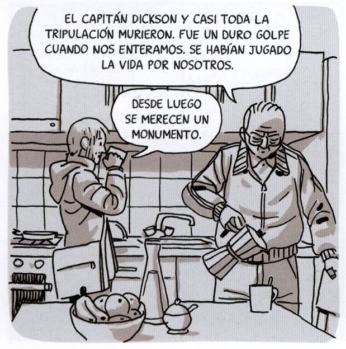 EL CAPITÁN DICKSON Y CASI TODA LA
TRIPULACIÓN MURIERON. FUE UN DURO GOLPE
CUANDO NOS ENTERAMOS. SE HABÍAN JUGADO
LA VIDA POR NOSOTROS.
DESDE LUEGO
SE MERECEN UN
MONUMENTO.